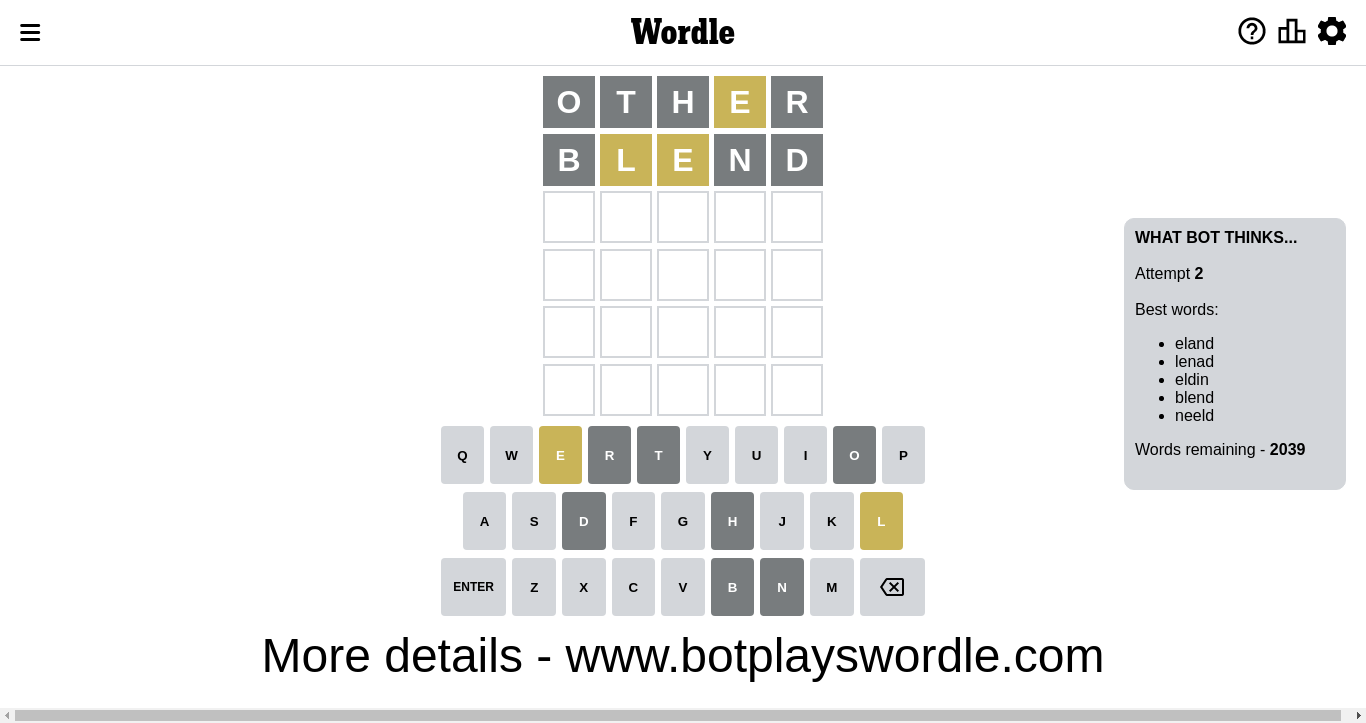 Wordle
O T H E R
B L E N D
WHAT BOT THINKS...
Attempt 2
Best words:
eland
lenad
eldin
blend
neeld
Words remaining - 2039
Q W E R T Y U I O P
A S D F G H J K L
ENTER Z X C V B N M
More details - www.botplayswordle.com